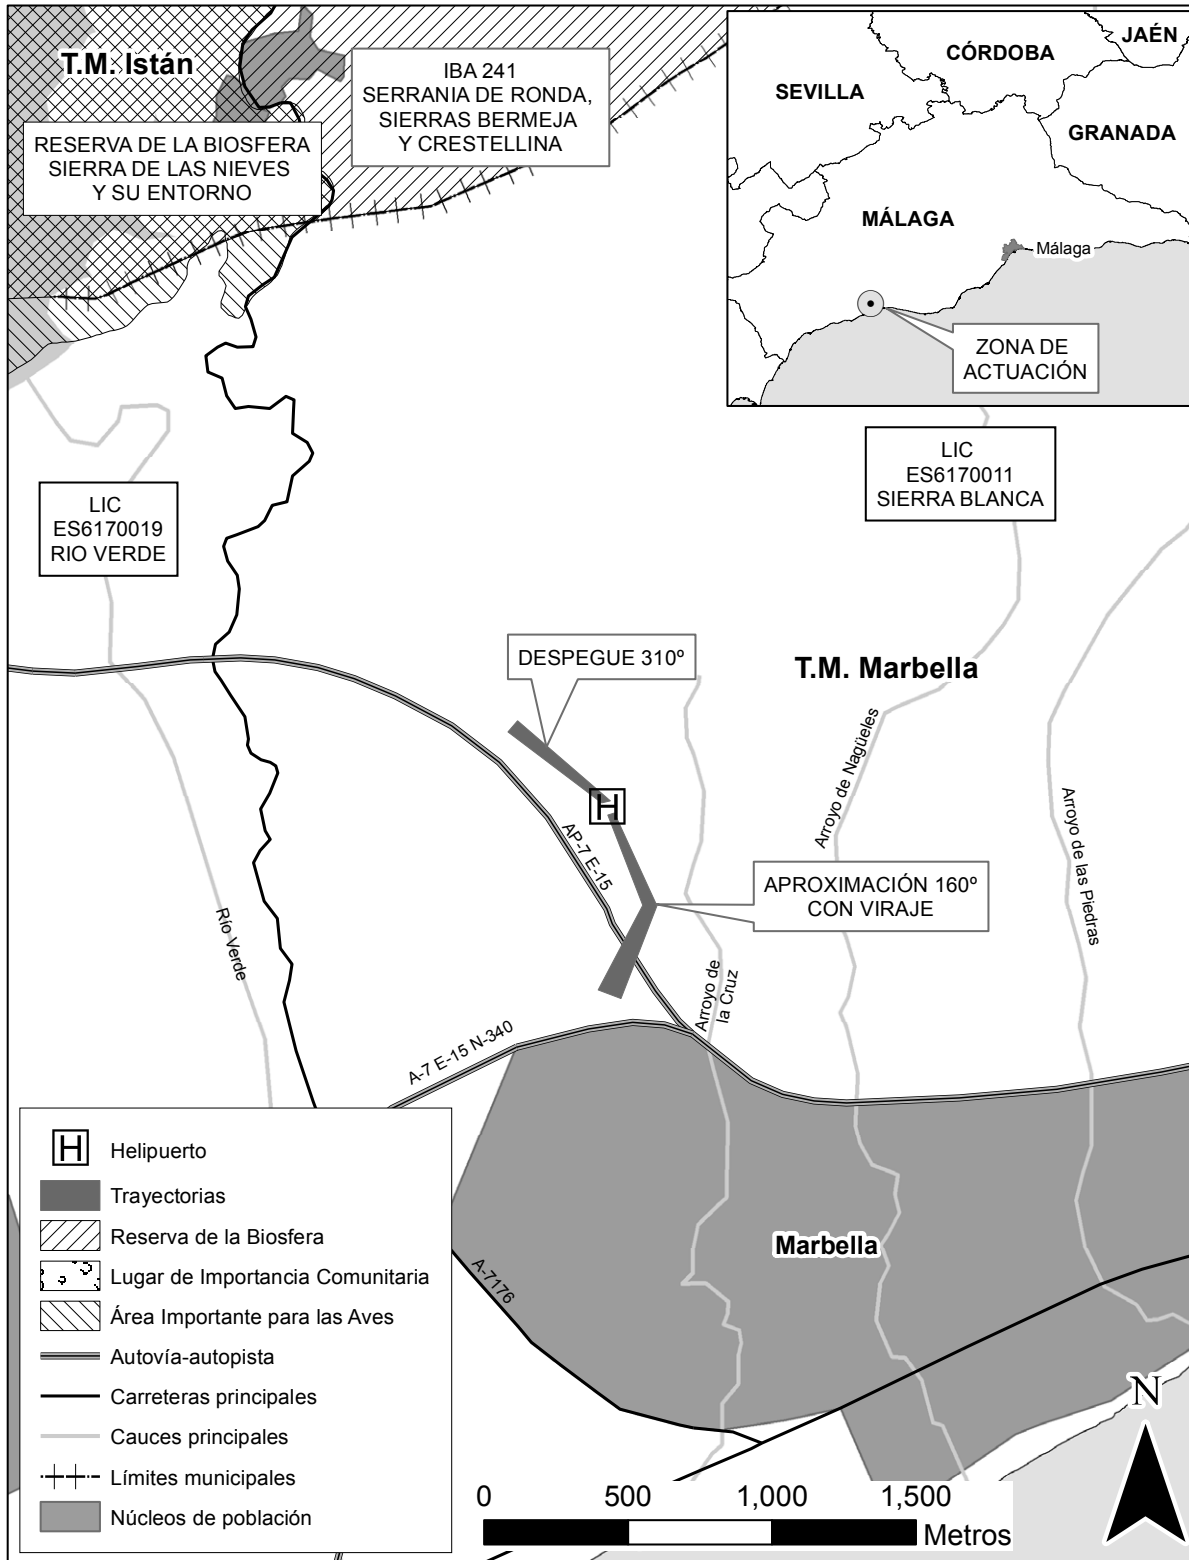 T.M. Istán
IBA 241
SERRANIA DE RONDA,
SIERRAS BERMEJA
Y CRESTELLINA
RESERVA DE LA BIOSFERA
SIERRA DE LAS NIEVES
Y SU ENTORNO
JAÉN
CÓRDOBA
SEVILLA
GRANADA
MÁLAGA
Málaga
ZONA DE
ACTUACIÓN
LIC
ES6170011
SIERRA BLANCA
LIC
ES6170019
RIO VERDE
DESPEGUE 310º
T.M. Marbella
Arroyo de Nagüeles
Arroyo de las Piedras
H
AP-7 E-15
APROXIMACIÓN 160º
CON VIRAJE
Río Verde
Arroyo de
la Cruz
A-7 E-15 N-340
Marbella
A-7176
H Helipuerto
Trayectorias
Reserva de la Biosfera
Lugar de Importancia Comunitaria
Área Importante para las Aves
Autovía-autopista
Carreteras principales
Cauces principales
Límites municipales
Núcleos de población
N
0 500 1,000 1,500
Metros